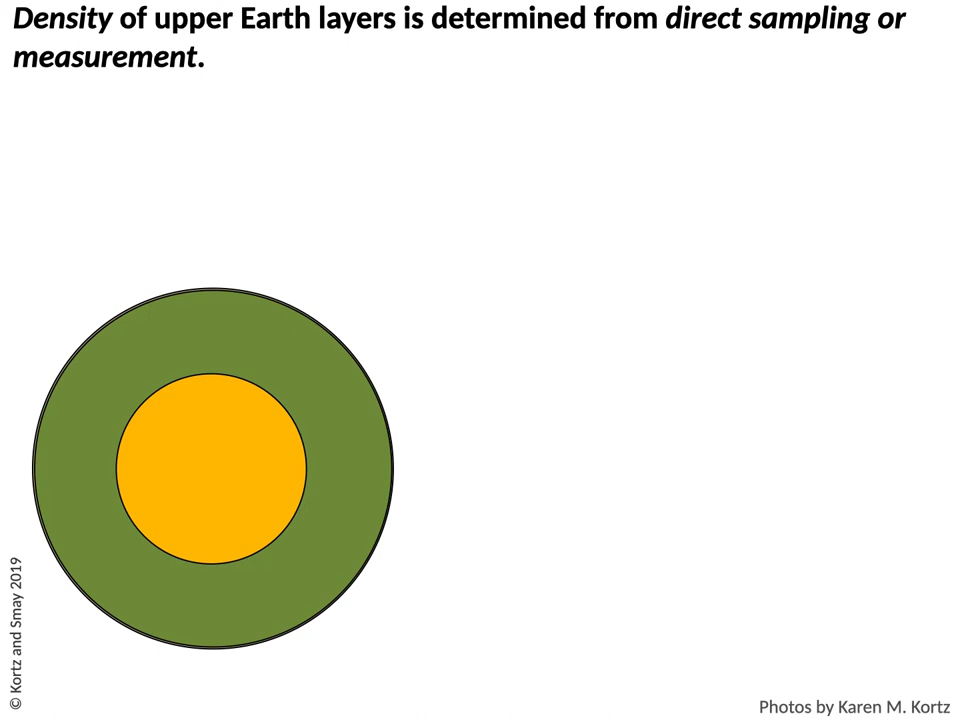 Density of upper Earth layers is determined from direct sampling or
measurement.
© Kortz and Smay 2019
Photos by Karen M. Kortz